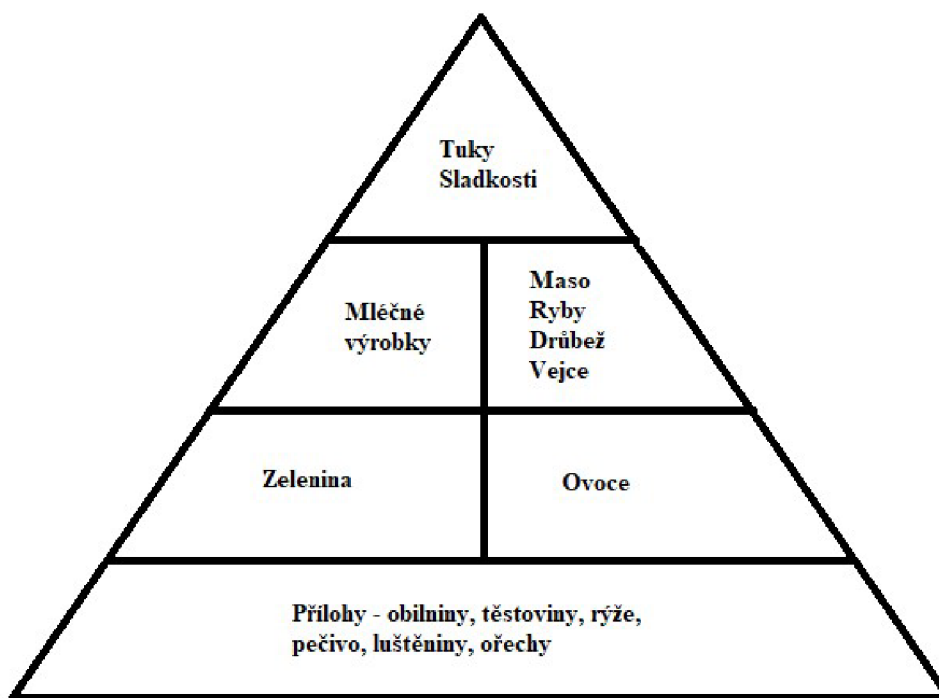 Tuky
Sladkosti
Mléčné
výrobky
Maso
Ryby
Drůbež
Vejce
Zelenina
Ovoce
Přílohy - obilniny, těstoviny, rýže,
pečivo, luštěniny, ořechy